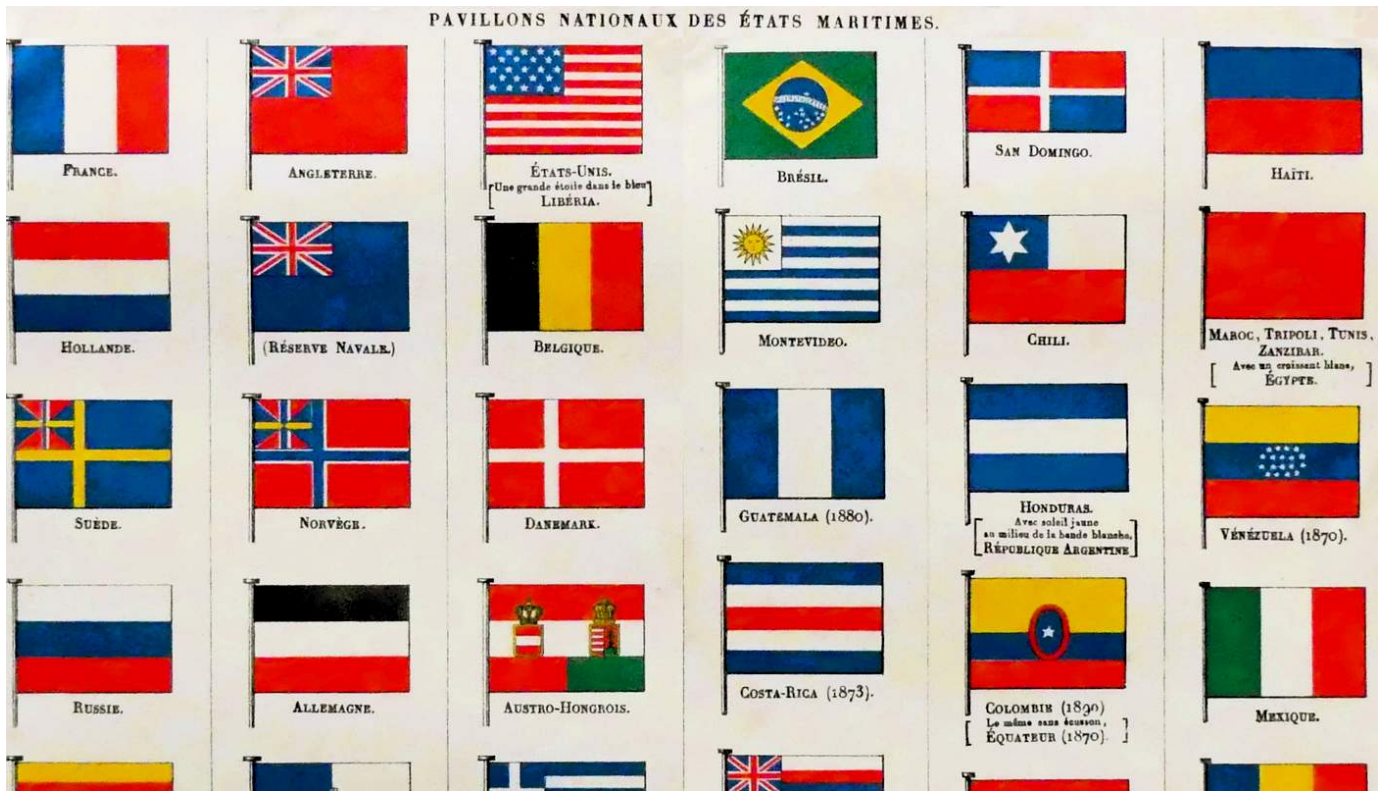 PAVILLONS NATIONAUX DES ÉTATS MARITIMES.
FRANCE.
ANGLETERRE.
ÉTATS-UNIS.
[Une grande étoile dans le bleu]
LIBÉRIA.
BRÉSIL.
SAN DOMINGO.
HAÏTI.
HOLLANDE.
(RÉSERVE NAVALE.)
BELGIQUE.
MONTEVIDEO.
CHILI.
MAROC, TRIPOLI, TUNIS,
ZANZIBAR.
[Avec un croissant blanc,
ÉGYPTE.]
SUÈDE.
NORVÈGE.
DANEMARK.
GUATEMALA (1880).
HONDURAS.
[Avec soleil jaune
au milieu de la bande blanche,
RÉPUBLIQUE ARGENTINE]
VÉNÉZUELA (1870).
RUSSIE.
ALLEMAGNE.
AUSTRO-HONGROIS.
COSTA-RICA (1873).
COLOMBIE (1890)
[Le même sans écusson,
ÉQUATEUR (1870).]
MEXIQUE.